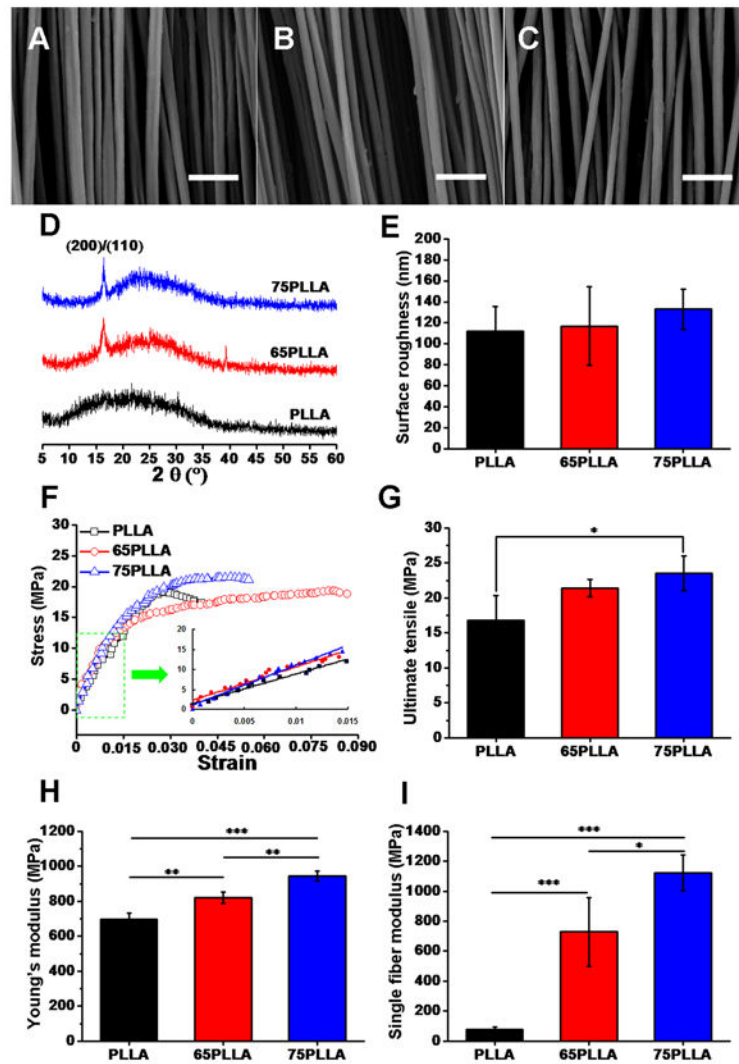 A B C
D
(200)/(110)
75PLLA
65PLLA
PLLA
5 10 15 20 25 30 35 40 45 50 55 60
2 θ (º)
E
Surface roughness (nm)
200
180
160
140
120
100
80
60
40
20
0
PLLA 65PLLA 75PLLA
F
Stress (MPa)
30
25
20
15
10
5
0
PLLA
65PLLA
75PLLA
20
15
10
5
0
0 0.005 0.01 0.015
0 0.015 0.030 0.045 0.060 0.075 0.090
Strain
G
Ultimate tensile (MPa)
30
25
20
15
10
5
0
*
PLLA 65PLLA 75PLLA
H
Young's modulus (MPa)
1200
1000
800
600
400
200
0
***
** **
PLLA 65PLLA 75PLLA
I
Single fiber modulus (MPa)
1400
1200
1000
800
600
400
200
0
***
*
***
PLLA 65PLLA 75PLLA